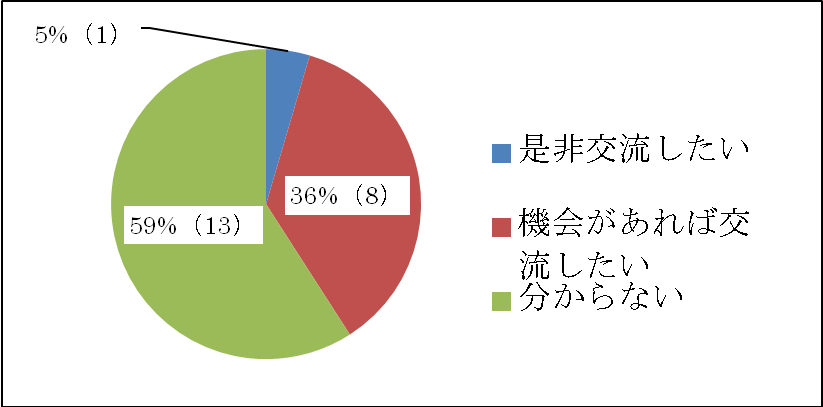 5%（1）
36%（8）
59%（13）
是非交流したい
機会があれば交
流したい
分からない